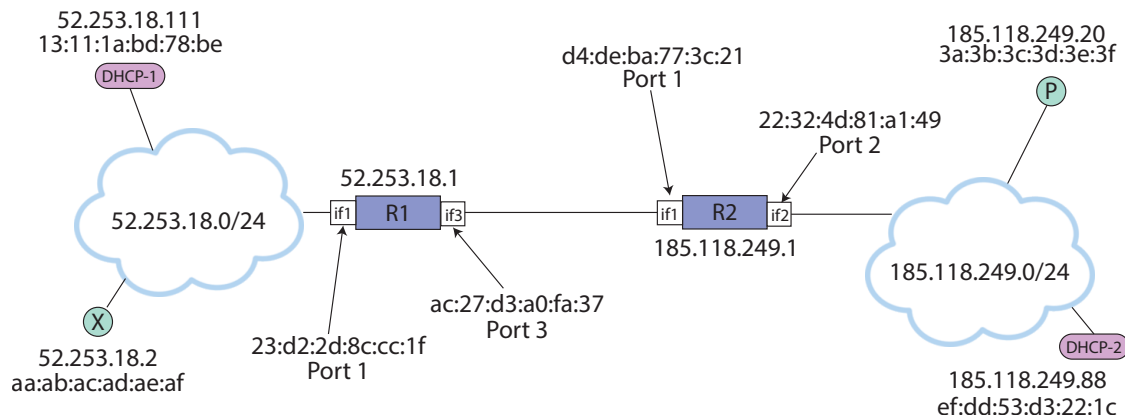 52.253.18.111
13:11:1a:bd:78:be
DHCP-1
185.118.249.20
3a:3b:3c:3d:3e:3f
P
d4:de:ba:77:3c:21
Port 1
22:32:4d:81:a1:49
Port 2
52.253.18.0/24
52.253.18.1
if1
R1
if3
if1
R2
if2
185.118.249.1
185.118.249.0/24
X
52.253.18.2
aa:ab:ac:ad:ae:af
23:d2:2d:8c:cc:1f
Port 1
ac:27:d3:a0:fa:37
Port 3
DHCP-2
185.118.249.88
ef:dd:53:d3:22:1c